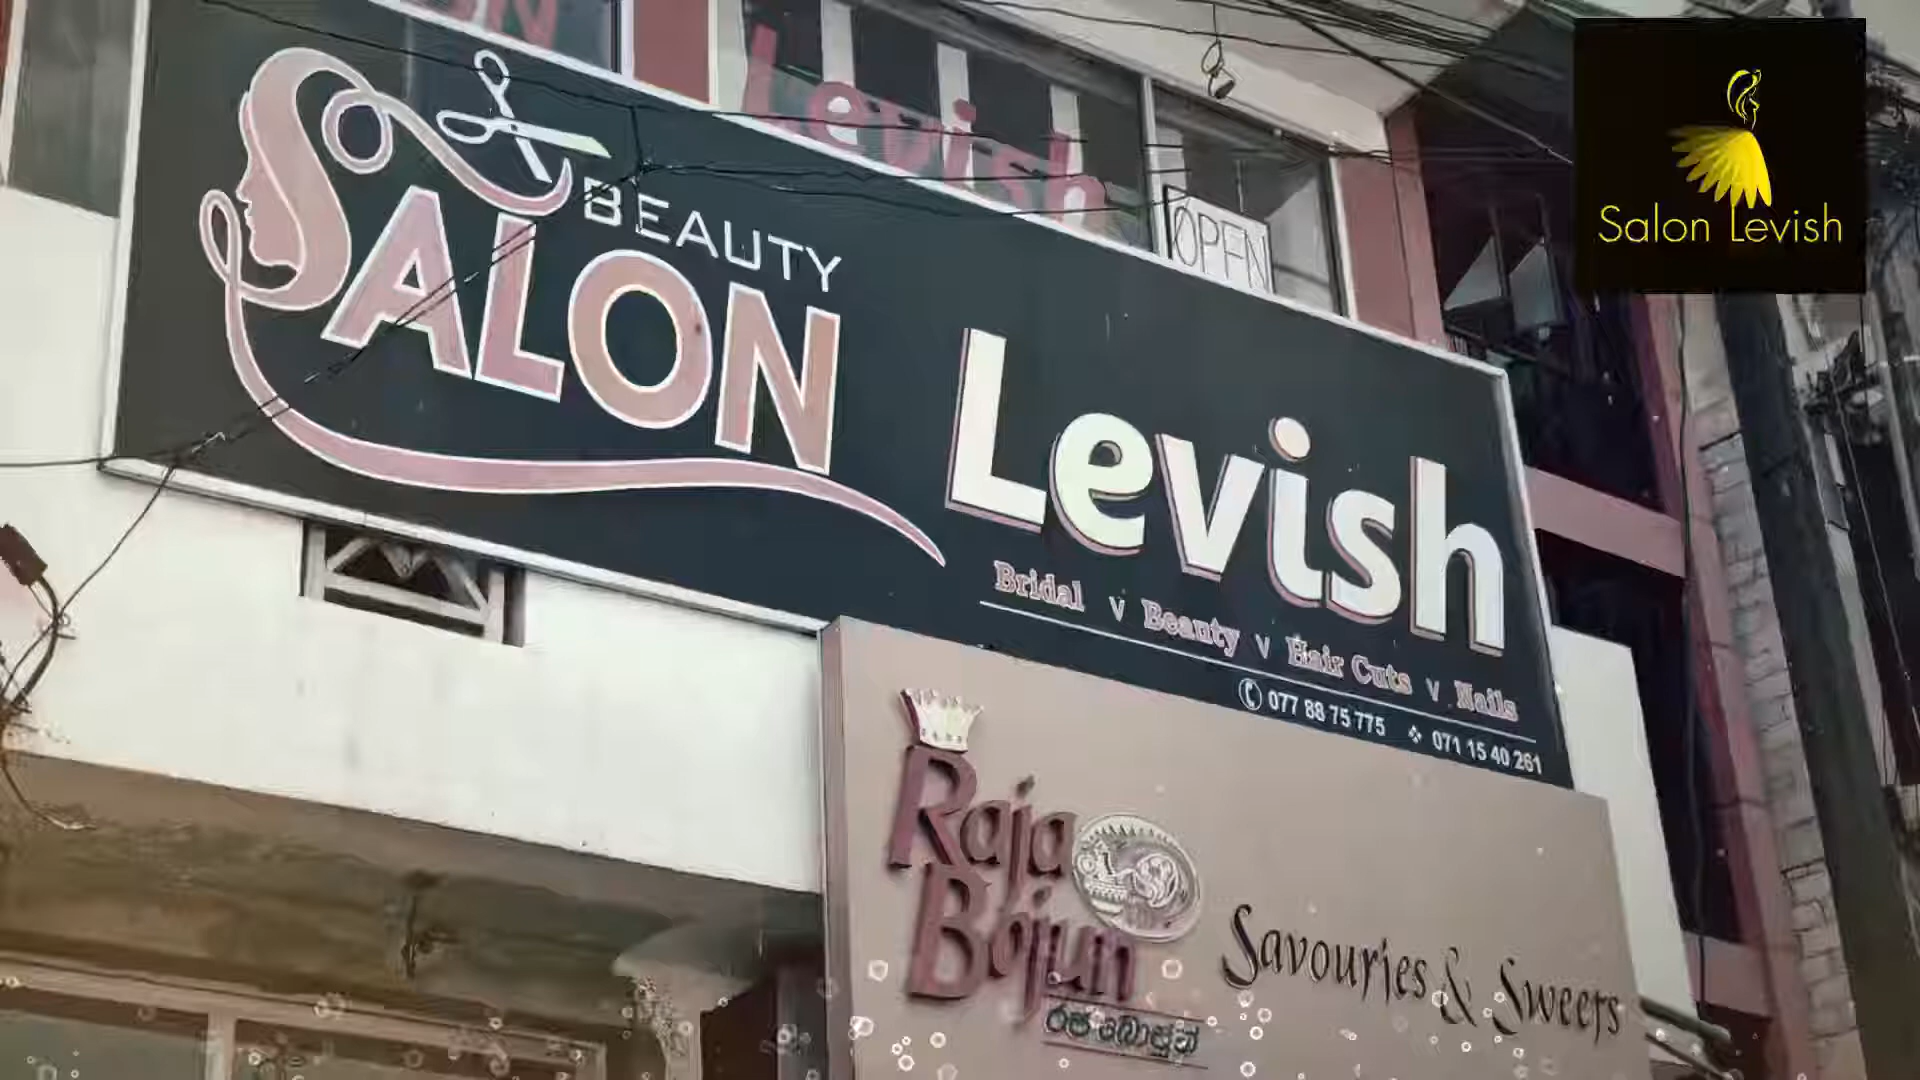 Levish
OPEN
BEAUTY
SALON
Levish
Bridal v Beauty v Hair Cuts v Nails
077 88 75 775 071 15 40 261
Salon Levish
Raja
Bojun
රජ බොජුන්
Savouries & Sweets